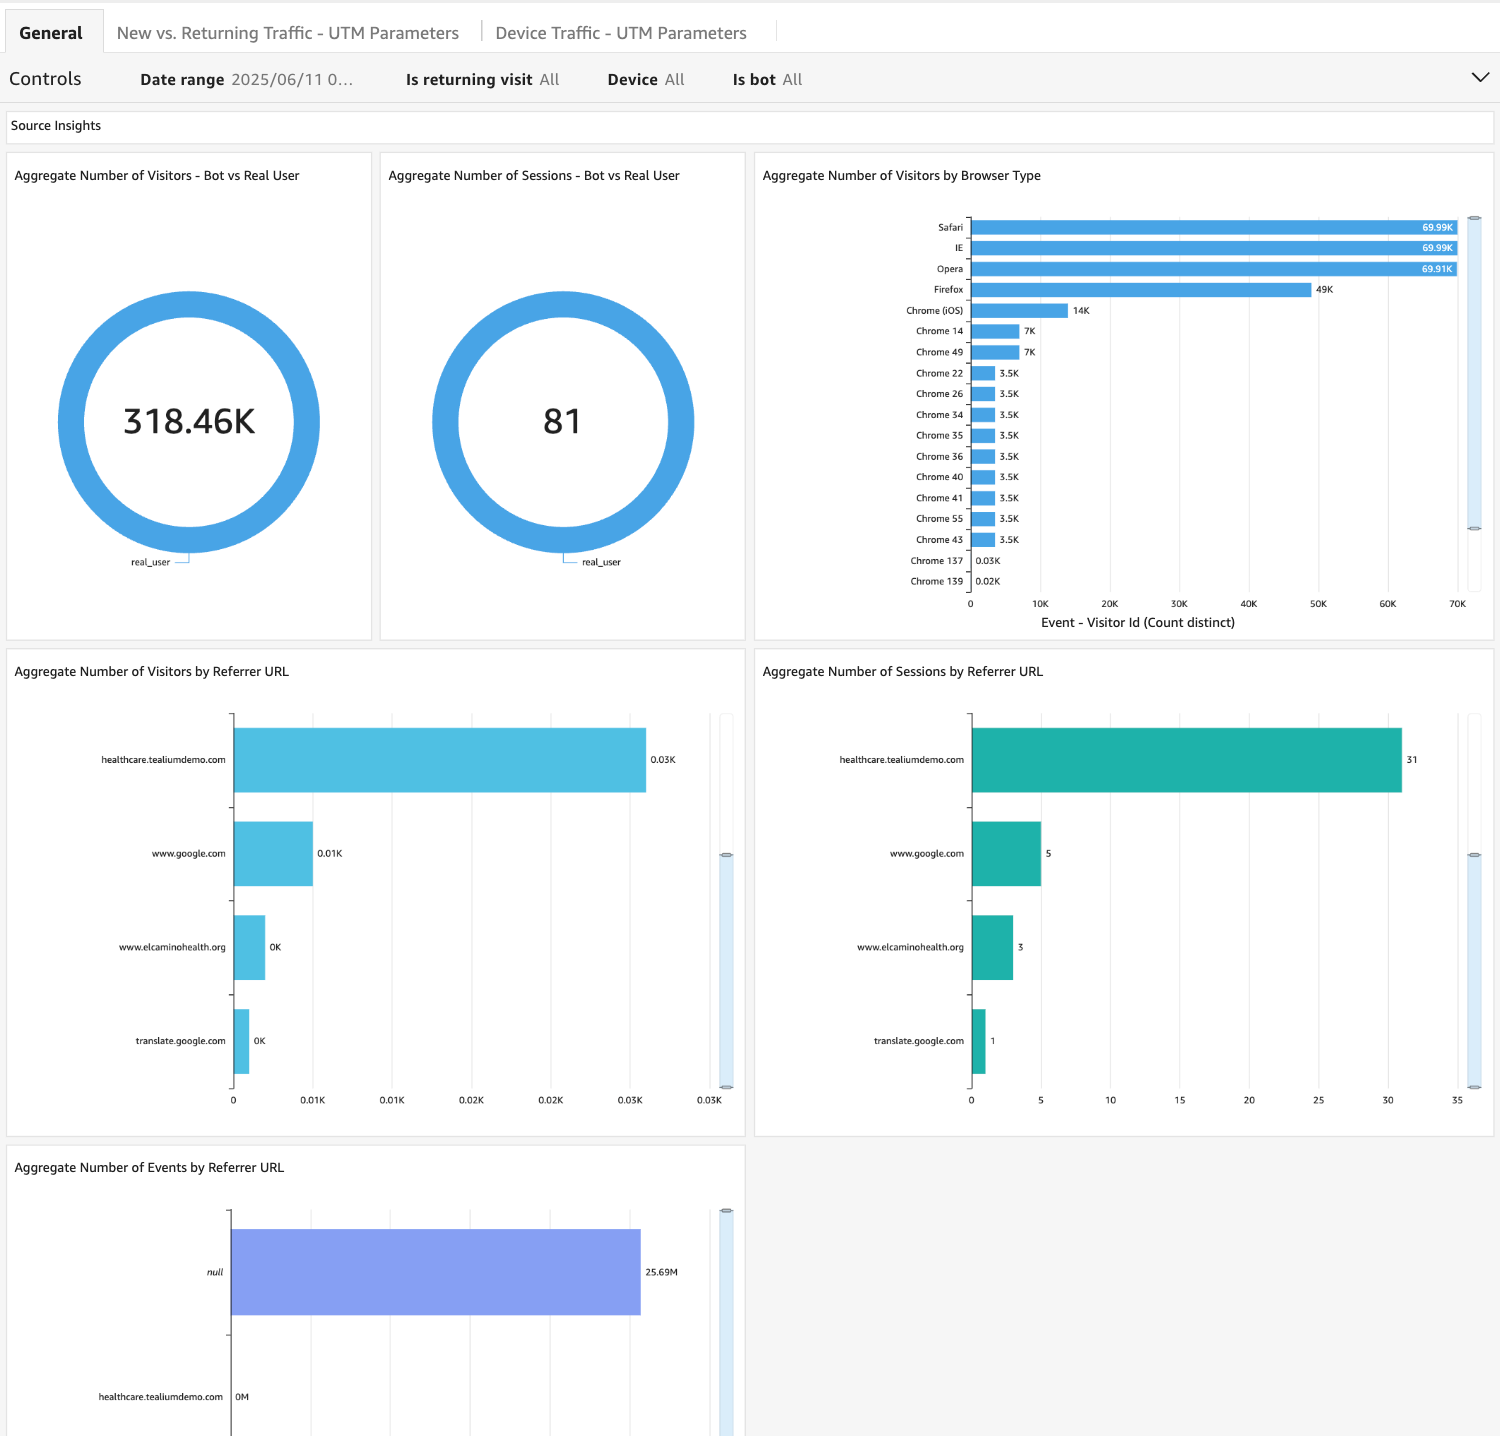 General
New vs. Returning Traffic - UTM Parameters
Device Traffic - UTM Parameters
Controls
Date range 2025/06/11 0...
Is returning visit All
Device All
Is bot All
Source Insights
Aggregate Number of Visitors - Bot vs Real User
318.46K
real_user
Aggregate Number of Sessions - Bot vs Real User
81
real_user
Aggregate Number of Visitors by Browser Type
Safari 69.99K
IE 69.99K
Opera 69.91K
Firefox 49K
Chrome (iOS) 14K
Chrome 14 7K
Chrome 49 7K
Chrome 22 3.5K
Chrome 26 3.5K
Chrome 34 3.5K
Chrome 35 3.5K
Chrome 36 3.5K
Chrome 40 3.5K
Chrome 41 3.5K
Chrome 55 3.5K
Chrome 43 3.5K
Chrome 137 0.03K
Chrome 139 0.02K
0 10K 20K 30K 40K 50K 60K 70K
Event - Visitor Id (Count distinct)
Aggregate Number of Visitors by Referrer URL
healthcare.tealiumdemo.com 0.03K
www.google.com 0.01K
www.elcaminohealth.org 0K
translate.google.com 0K
0 0.01K 0.01K 0.02K 0.02K 0.03K 0.03K
Aggregate Number of Sessions by Referrer URL
healthcare.tealiumdemo.com 31
www.google.com 5
www.elcaminohealth.org 3
translate.google.com 1
0 5 10 15 20 25 30 35
Aggregate Number of Events by Referrer URL
null 25.69M
healthcare.tealiumdemo.com 0M